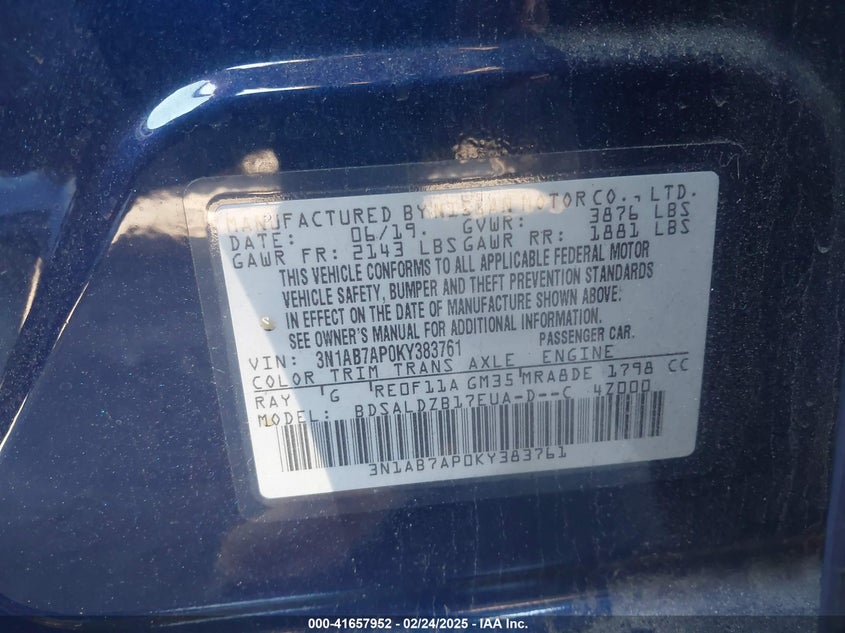 MANUFACTURED BY NISSAN MOTOR CO., LTD.
DATE: 06/19. GVWR: 3876 LBS
GAWR FR: 2143 LBS GAWR RR: 1881 LBS
THIS VEHICLE CONFORMS TO ALL APPLICABLE FEDERAL MOTOR
VEHICLE SAFETY, BUMPER AND THEFT PREVENTION STANDARDS
IN EFFECT ON THE DATE OF MANUFACTURE SHOWN ABOVE.
SEE OWNER'S MANUAL FOR ADDITIONAL INFORMATION.
VIN: 3N1AB7AP0KY383761 PASSENGER CAR.
COLOR TRIM TRANS AXLE ENGINE
RAY G RE0F11A GM35 MRA8DE 1798 CC
MODEL: BDSALDZB17EUA-D--C 4Z000
3N1AB7AP0KY383761
000-41657952 - 02/24/2025 - IAA Inc.